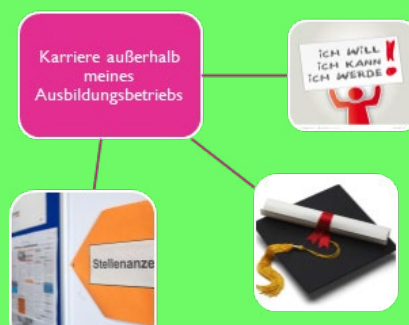 Karriere außerhalb
meines
Ausbildungsbetriebs
ICH WILL
ICH KANN
ICH WERDE!
Stellenanze